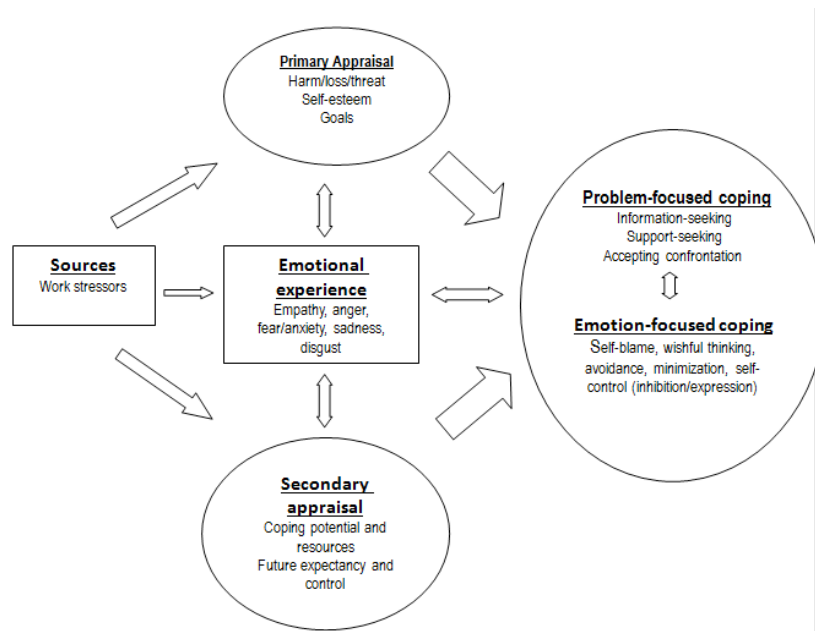 Primary Appraisal
Harm/loss/threat
Self-esteem
Goals
Sources
Work stressors
Emotional
experience
Empathy, anger,
fear/anxiety, sadness,
disgust
Secondary
appraisal
Coping potential and
resources
Future expectancy and
control
Problem-focused coping
Information-seeking
Support-seeking
Accepting confrontation
Emotion-focused coping
Self-blame, wishful thinking,
avoidance, minimization, self-
control (inhibition/expression)